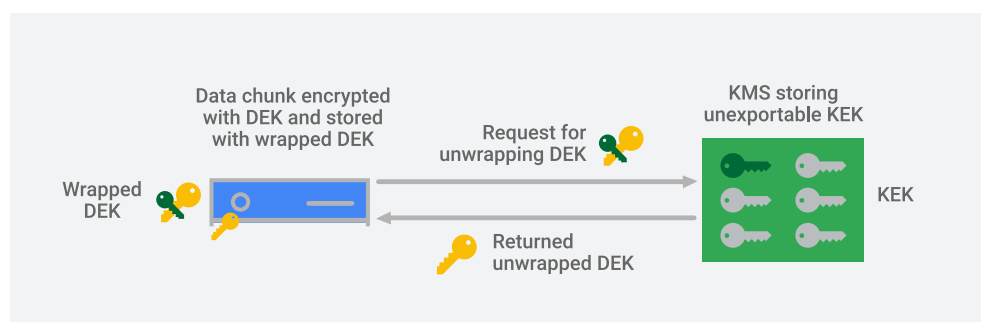 Data chunk encrypted
with DEK and stored
with wrapped DEK
KMS storing
unexportable KEK
Request for
unwrapping DEK
Wrapped
DEK
KEK
Returned
unwrapped DEK